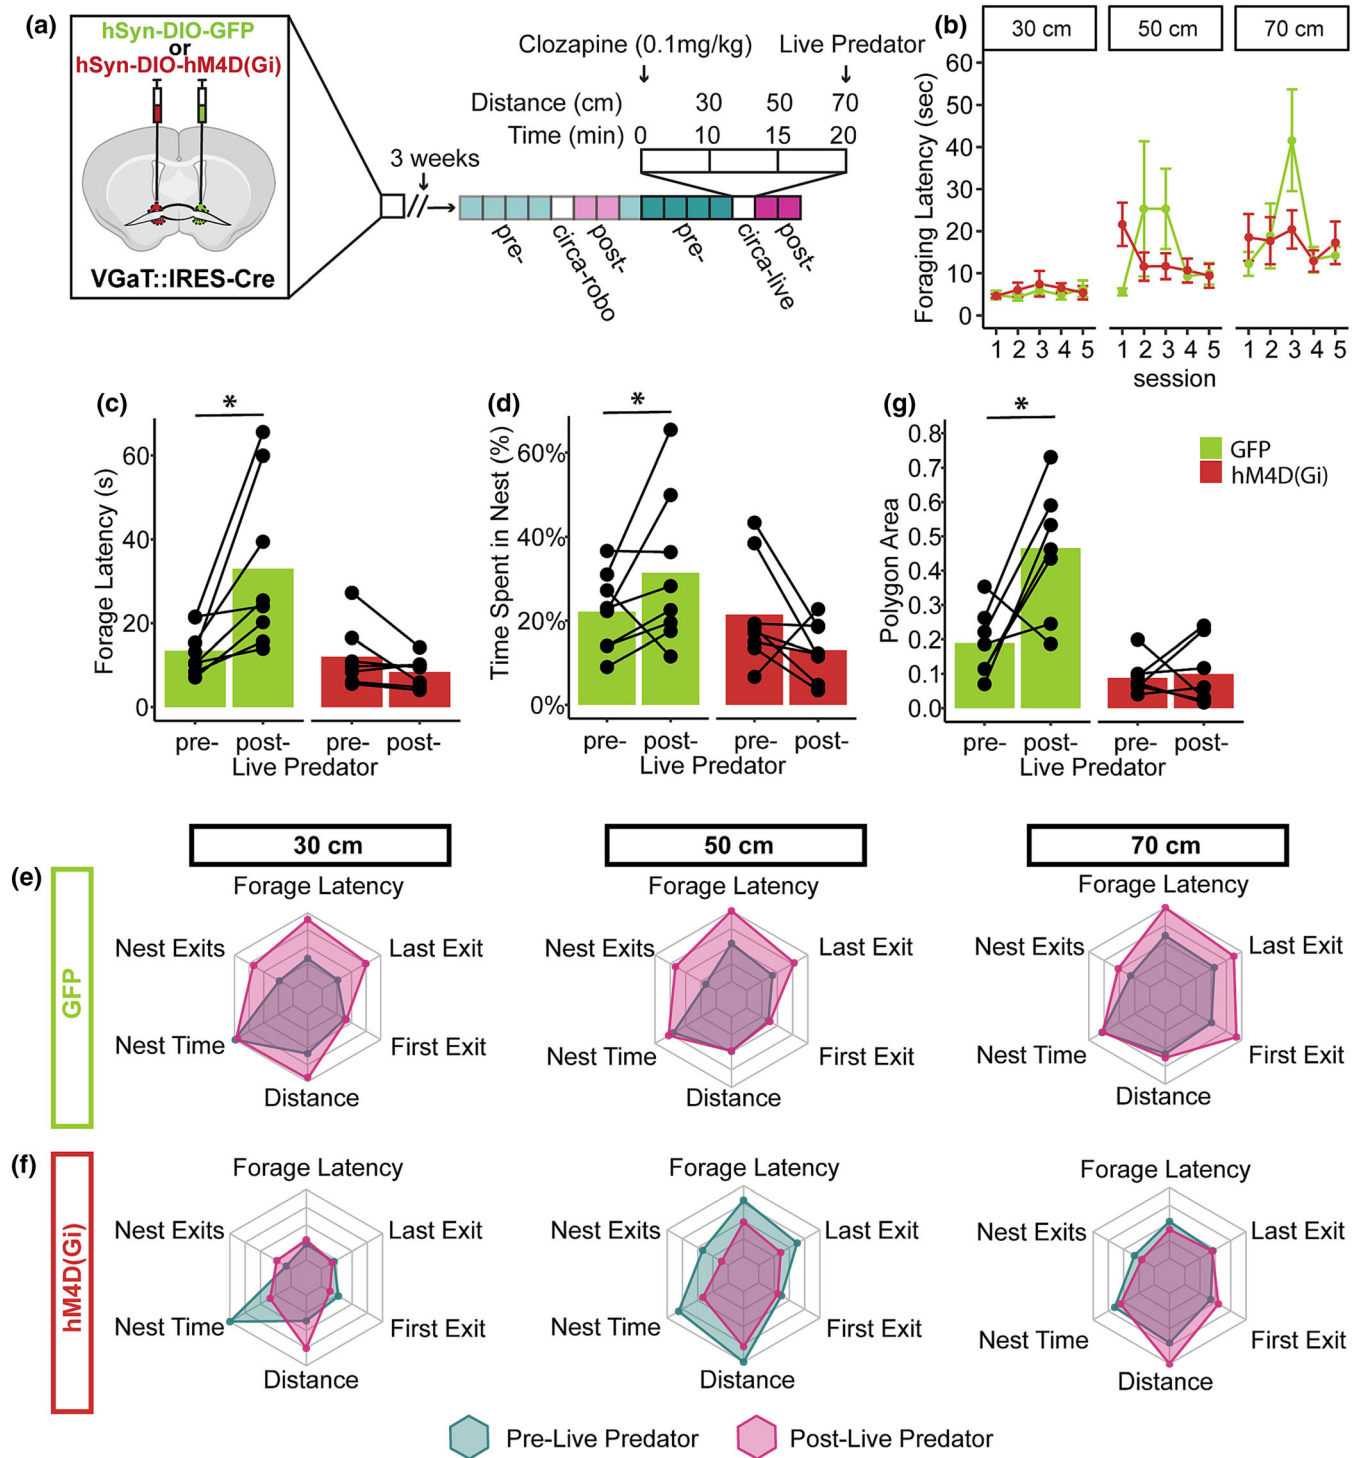 (a)
hSyn-DIO-GFP
or
hSyn-DIO-hM4D(Gi)
VGaT::IRES-Cre
3 weeks
Clozapine (0.1mg/kg) Live Predator
Distance (cm) 30 50 70
Time (min) 0 10 15 20
pre- circa-robo post- pre- circa-live post-
(b)
30 cm 50 cm 70 cm
Foraging Latency (sec)
60
50
40
30
20
10
0
1 2 3 4 5 1 2 3 4 5 1 2 3 4 5
session
(c)
*
Forage Latency (s)
60
40
20
0
pre- post- pre- post-
Live Predator
(d)
*
Time Spent in Nest (%)
60%
40%
20%
0%
pre- post- pre- post-
Live Predator
(g)
*
Polygon Area
0.8
0.7
0.6
0.5
0.4
0.3
0.2
0.1
0.0
pre- post- pre- post-
Live Predator
GFP
hM4D(Gi)
30 cm 50 cm 70 cm
(e)
GFP
Forage Latency
Nest Exits Last Exit
Nest Time First Exit
Distance
Forage Latency
Nest Exits Last Exit
Nest Time First Exit
Distance
Forage Latency
Nest Exits Last Exit
Nest Time First Exit
Distance
(f)
hM4D(Gi)
Forage Latency
Nest Exits Last Exit
Nest Time First Exit
Distance
Forage Latency
Nest Exits Last Exit
Nest Time First Exit
Distance
Forage Latency
Nest Exits Last Exit
Nest Time First Exit
Distance
Pre-Live Predator Post-Live Predator